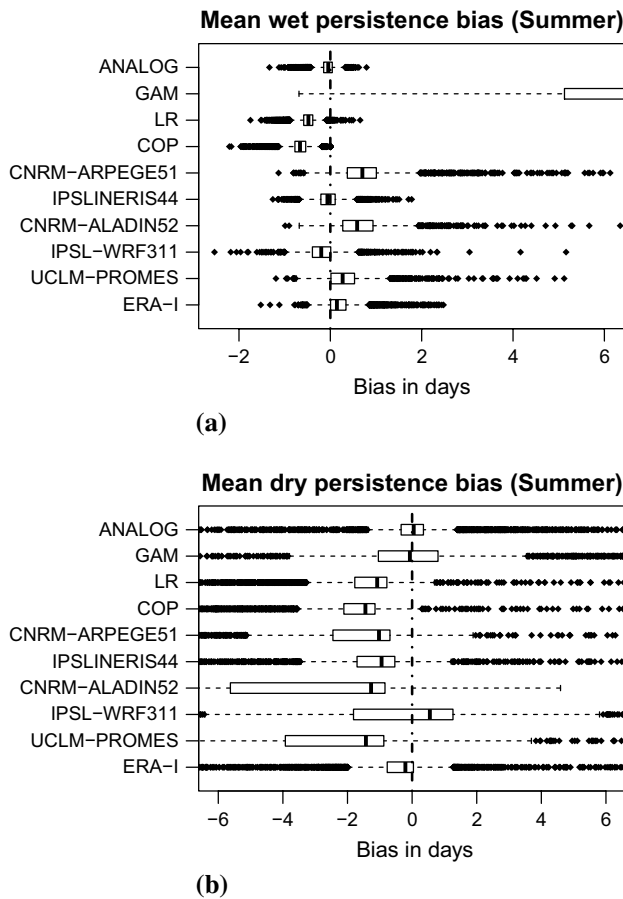 Mean wet persistence bias (Summer)
ANALOG
GAM
LR
COP
CNRM−ARPEGE51
IPSLINERIS44
CNRM−ALADIN52
IPSL−WRF311
UCLM−PROMES
ERA−I
−2 0 2 4 6
Bias in days
(a)
Mean dry persistence bias (Summer)
ANALOG
GAM
LR
COP
CNRM−ARPEGE51
IPSLINERIS44
CNRM−ALADIN52
IPSL−WRF311
UCLM−PROMES
ERA−I
−6 −4 −2 0 2 4 6
Bias in days
(b)